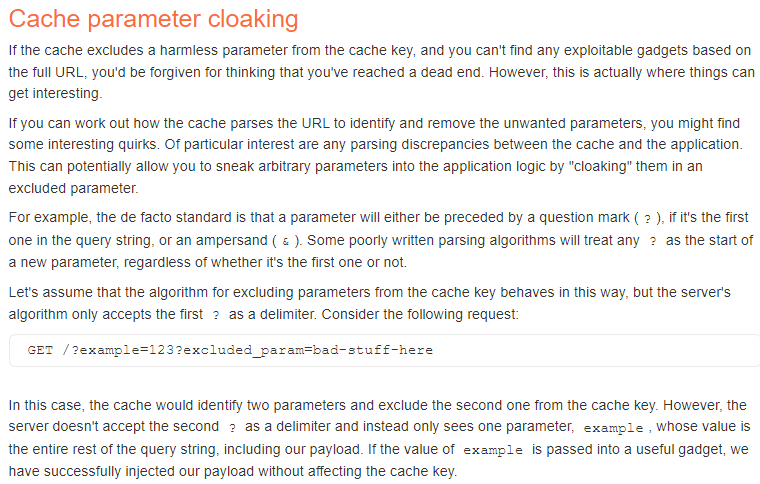 Cache parameter cloaking
If the cache excludes a harmless parameter from the cache key, and you can't find any exploitable gadgets based on
the full URL, you'd be forgiven for thinking that you've reached a dead end. However, this is actually where things can
get interesting.
If you can work out how the cache parses the URL to identify and remove the unwanted parameters, you might find
some interesting quirks. Of particular interest are any parsing discrepancies between the cache and the application.
This can potentially allow you to sneak arbitrary parameters into the application logic by "cloaking" them in an
excluded parameter.
For example, the de facto standard is that a parameter will either be preceded by a question mark ( ? ), if it's the first
one in the query string, or an ampersand ( & ). Some poorly written parsing algorithms will treat any ? as the start of
a new parameter, regardless of whether it's the first one or not.
Let's assume that the algorithm for excluding parameters from the cache key behaves in this way, but the server's
algorithm only accepts the first ? as a delimiter. Consider the following request:
GET /?example=123?excluded_param=bad-stuff-here
In this case, the cache would identify two parameters and exclude the second one from the cache key. However, the
server doesn't accept the second ? as a delimiter and instead only sees one parameter, example , whose value is
the entire rest of the query string, including our payload. If the value of example is passed into a useful gadget, we
have successfully injected our payload without affecting the cache key.